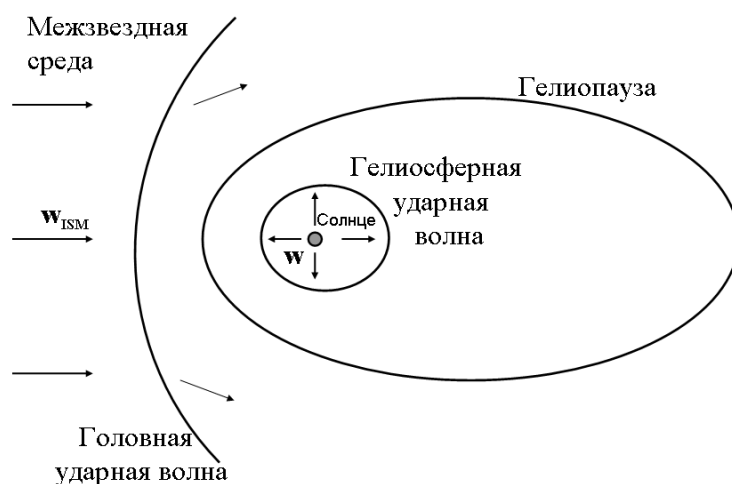 Межзвездная
среда
Гелиопауза
Гелиосферная
ударная
волна
Солнце
w_ISM
w
Головная
ударная волна